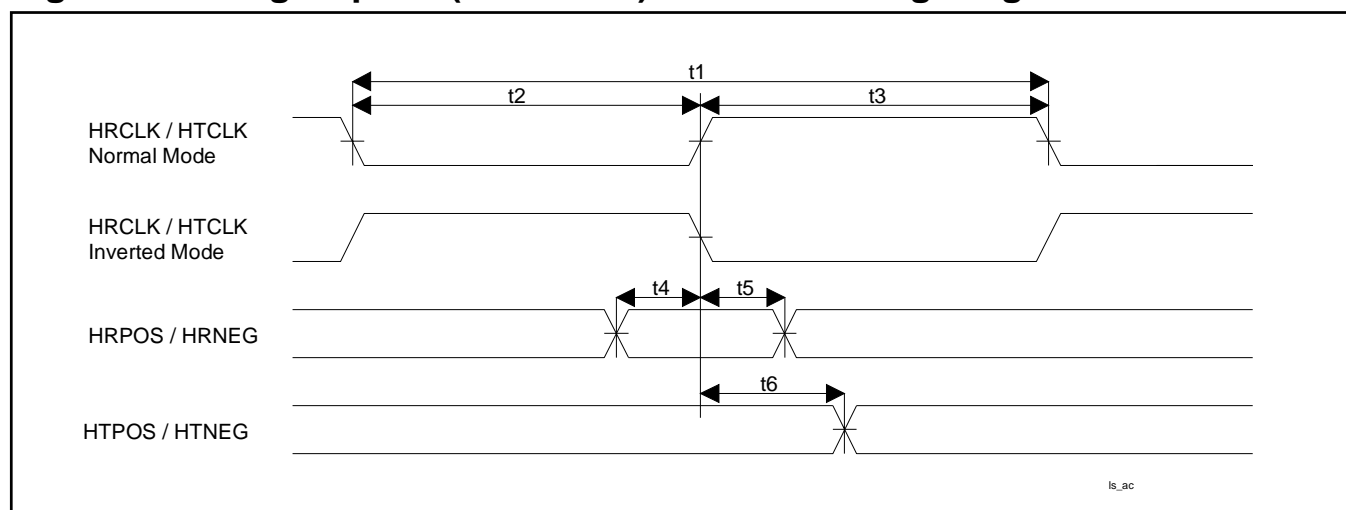 t1
t2
t3
HRCLK / HTCLK
Normal Mode
HRCLK / HTCLK
Inverted Mode
t4
t5
HRPOS / HRNEG
t6
HTPOS / HTNEG
ls_ac